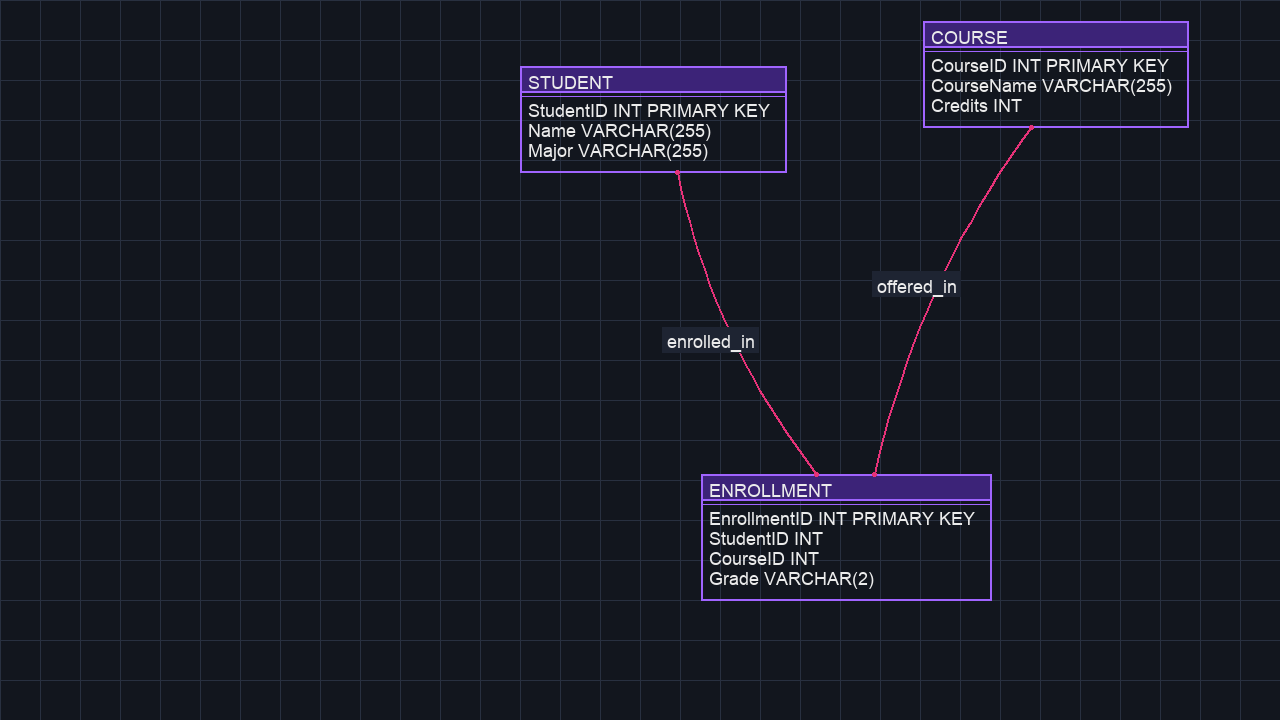 STUDENT
StudentID INT PRIMARY KEY
Name VARCHAR(255)
Major VARCHAR(255)
COURSE
CourseID INT PRIMARY KEY
CourseName VARCHAR(255)
Credits INT
offered_in
enrolled_in
ENROLLMENT
EnrollmentID INT PRIMARY KEY
StudentID INT
CourseID INT
Grade VARCHAR(2)